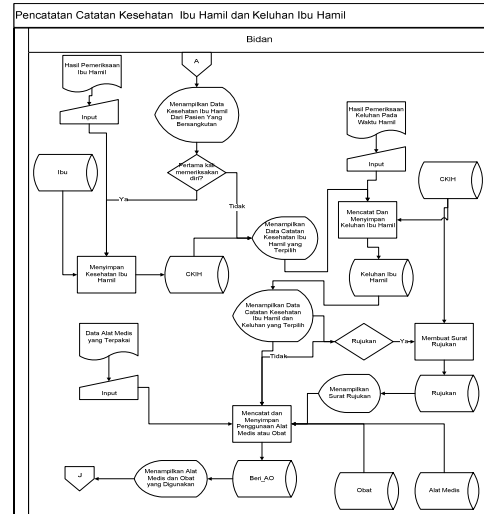 Pencatatan Catatan Kesehatan Ibu Hamil dan Keluhan Ibu Hamil
Bidan
Hasil Pemeriksaan
Ibu Hamil
A
Input
Menampilkan Data
Kesehatan Ibu Hamil
Dari Pasien Yang
Bersangkutan
Hasil Pemeriksaan
Keluhan Pada
Waktu Hamil
Input
Ibu
Pertama kali
memeriksakan
diri?
CKIH
Ya
Tidak
Mencatat Dan
Menyimpan
Keluhan Ibu Hamil
Menampilkan
Data Catatan
Kesehatan Ibu
Hamil yang
Terpilih
Menyimpan
Kesehatan Ibu
Hamil
CKIH
Keluhan Ibu
Hamil
Menampilkan Data
Catatan Kesehatan
Ibu Hamil dan
Keluhan yang Terpilih
Data Alat Medis
yang Terpakai
Rujukan
Ya
Membuat Surat
Rujukan
Tidak
Input
Menampilkan
Surat Rujukan
Rujukan
Mencatat dan
Menyimpan
Penggunaan Alat
Medis atau Obat
J
Menampilkan Alat
Medis dan Obat
yang Digunakan
Beri_AO
Obat
Alat Medis